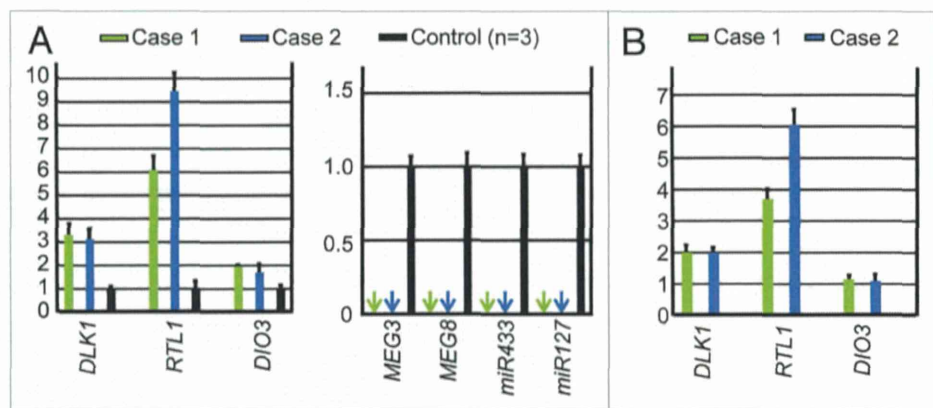 A
Case 1
Case 2
Control (n=3)
10
9
8
7
6
5
4
3
2
1
0
DLK1
RTL1
DIO3
1.5
1.0
0.5
0
MEG3
MEG8
miR433
miR127
B
Case 1
Case 2
7
6
5
4
3
2
1
0
DLK1
RTL1
DIO3